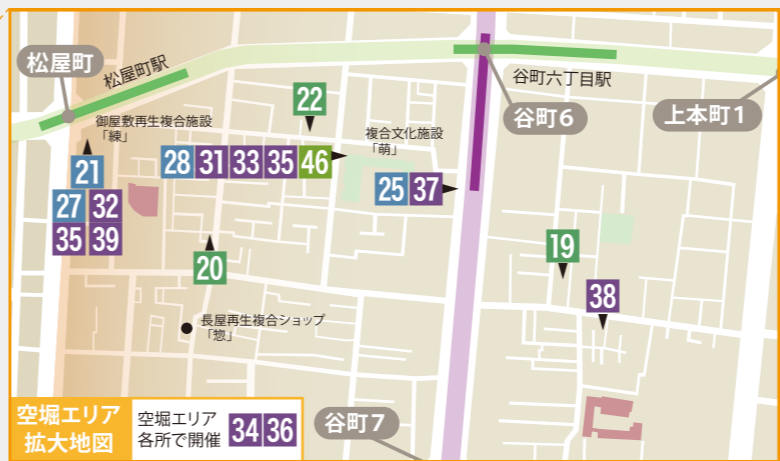 松屋町
松屋町駅
谷町六丁目駅
谷町6
上本町1
御屋敷再生複合施設
「練」
21
27 32
35 39
22
28 31 33 35 46
複合文化施設
「萌」
25 37
20
19
38
長屋再生複合ショップ
「惣」
空堀エリア
拡大地図
空堀エリア
各所で開催
34 36
谷町7